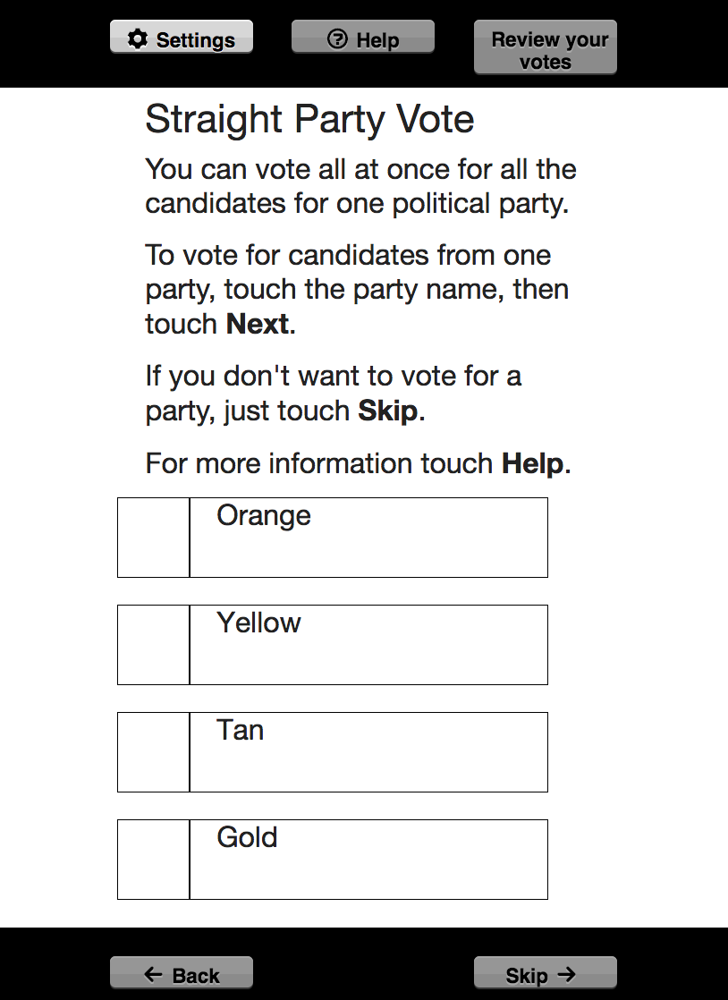 Settings
Help
Review your
votes
Straight Party Vote
You can vote all at once for all the
candidates for one political party.
To vote for candidates from one
party, touch the party name, then
touch Next.
If you don't want to vote for a
party, just touch Skip.
For more information touch Help.
Orange
Yellow
Tan
Gold
Back
Skip